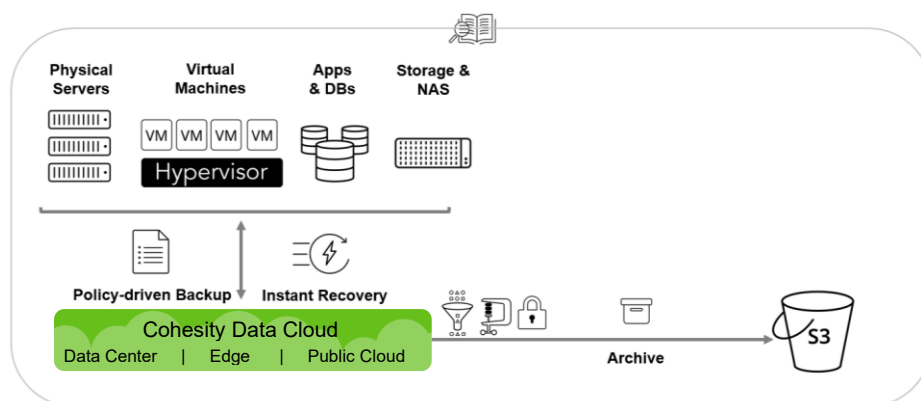 Physical
Servers
Virtual
Machines
Apps
& DBs
Storage &
NAS
VM VM VM VM
Hypervisor
Policy-driven Backup
Instant Recovery
Cohesity Data Cloud
Data Center | Edge | Public Cloud
Archive
S3